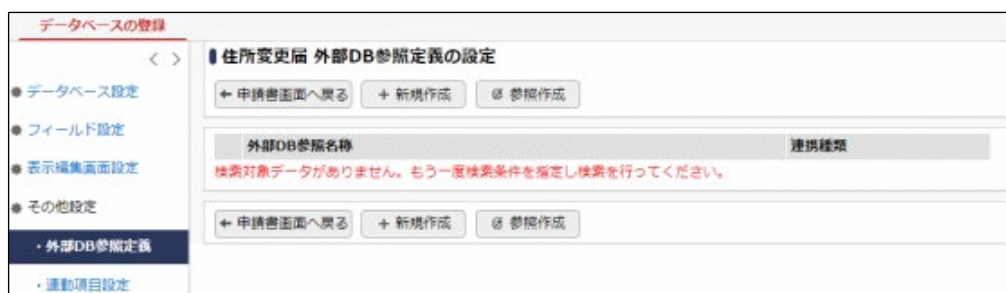 データベースの登録
< >
● データベース設定
● フィールド設定
● 表示編集画面設定
● その他設定
・外部DB参照定義
・連動項目設定
住所変更届 外部DB参照定義の設定
← 申請書画面へ戻る ＋ 新規作成 参照作成
外部DB参照名称 連携種類
検索対象データがありません。もう一度検索条件を指定し検索を行ってください。
← 申請書画面へ戻る ＋ 新規作成 参照作成